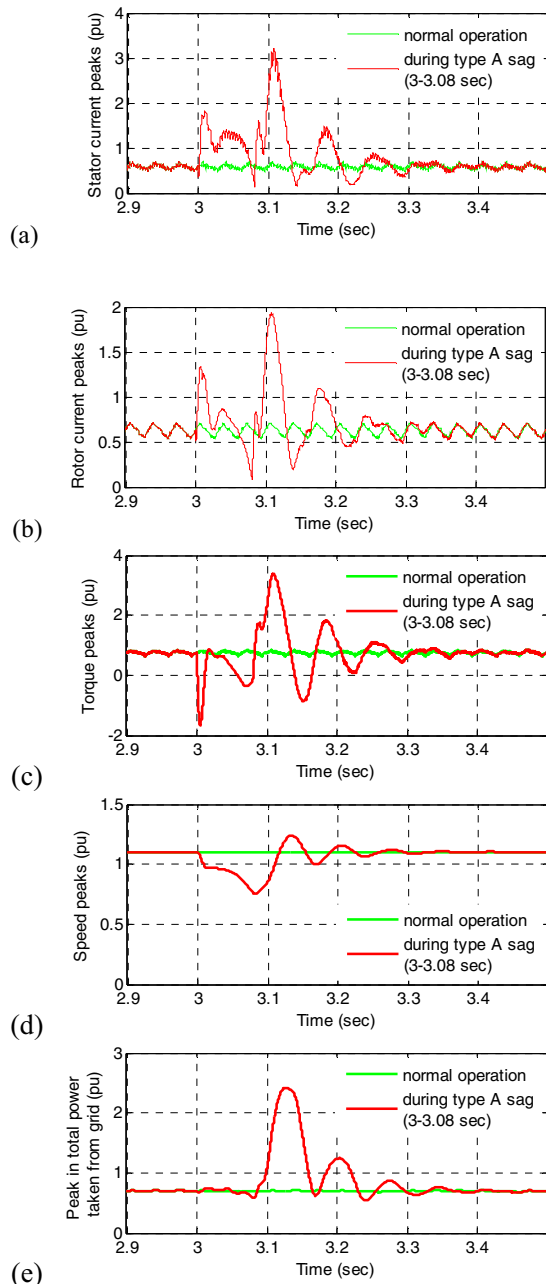 4
3
2
1
0
Stator current peaks (pu)
normal operation
during type A sag
(3-3.08 sec)
2.9 3 3.1 3.2 3.3 3.4
Time (sec)
(a)
2
1.5
1
0.5
0
Rotor current peaks (pu)
normal operation
during type A sag
(3-3.08 sec)
2.9 3 3.1 3.2 3.3 3.4
Time (sec)
(b)
4
2
0
-2
Torque peaks (pu)
normal operation
during type A sag
(3-3.08 sec)
2.9 3 3.1 3.2 3.3 3.4
Time (sec)
(c)
1.5
1
0.5
0
Speed peaks (pu)
normal operation
during type A sag
(3-3.08 sec)
2.9 3 3.1 3.2 3.3 3.4
Time (sec)
(d)
3
2
1
0
Peak in total power
taken from grid (pu)
normal operation
during type A sag
(3-3.08 sec)
2.9 3 3.1 3.2 3.3 3.4
Time (sec)
(e)